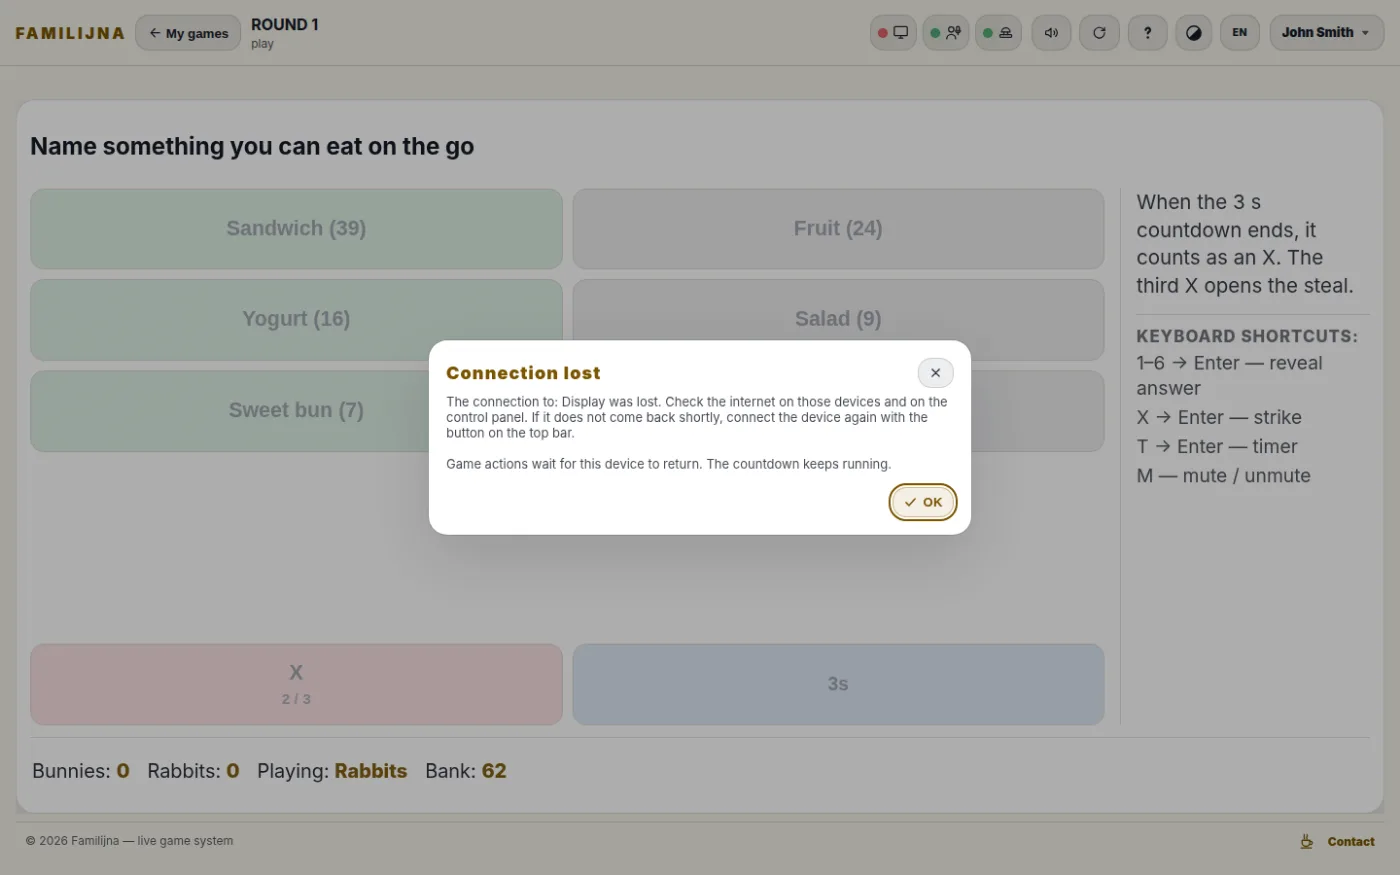 FAMILIJNA
← My games
ROUND 1
play
?
EN
John Smith
Name something you can eat on the go
Sandwich (39)
Fruit (24)
Yogurt (16)
Salad (9)
Sweet bun (7)
X
2 / 3
3s
When the 3 s
countdown ends, it
counts as an X. The
third X opens the steal.
KEYBOARD SHORTCUTS:
1–6 → Enter — reveal
answer
X → Enter — strike
T → Enter — timer
M — mute / unmute
Connection lost
The connection to: Display was lost. Check the internet on those devices and on the
control panel. If it does not come back shortly, connect the device again with the
button on the top bar.
Game actions wait for this device to return. The countdown keeps running.
OK
Bunnies: 0 Rabbits: 0 Playing: Rabbits Bank: 62
© 2026 Familijna — live game system
Contact